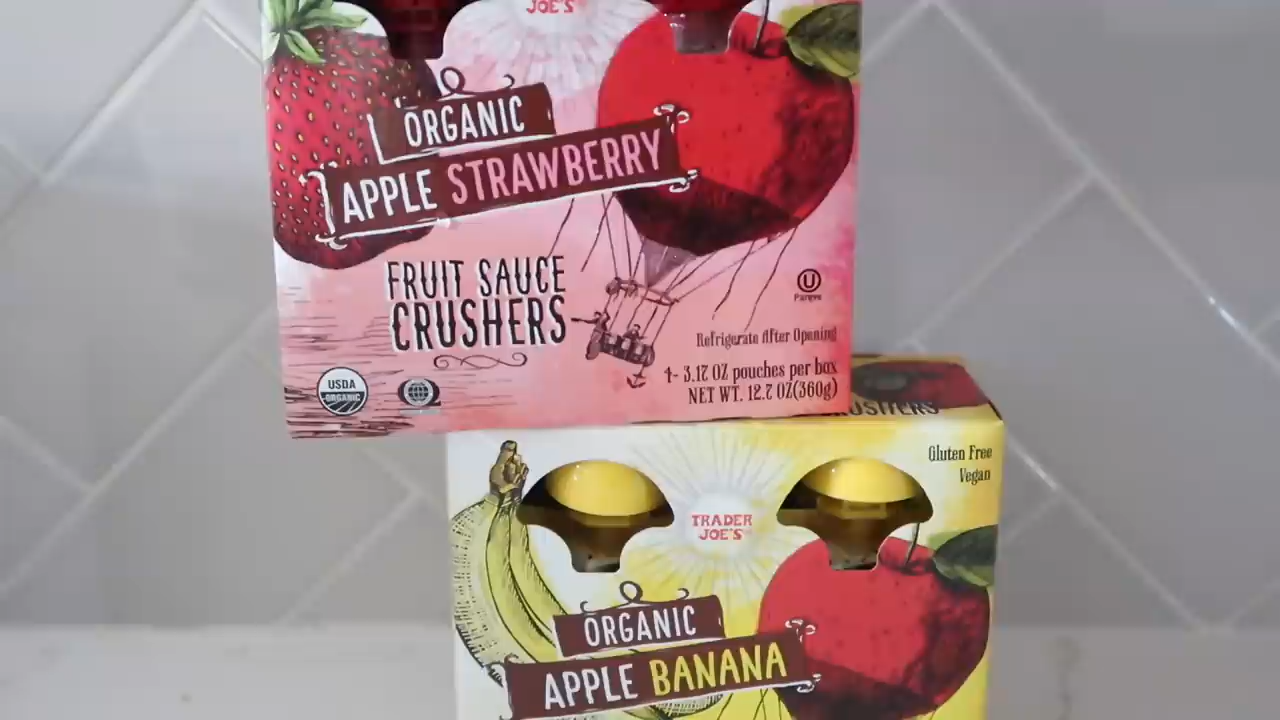 JOE'S
ORGANIC
APPLE STRAWBERRY
FRUIT SAUCE
CRUSHERS
U
Pareve
Refrigerate After Opening
4- 3.17 OZ pouches per box
NET WT. 12.7 OZ(360g)
USDA
ORGANIC
CRUSHERS
Gluten Free
Vegan
TRADER
JOE'S
ORGANIC
APPLE BANANA